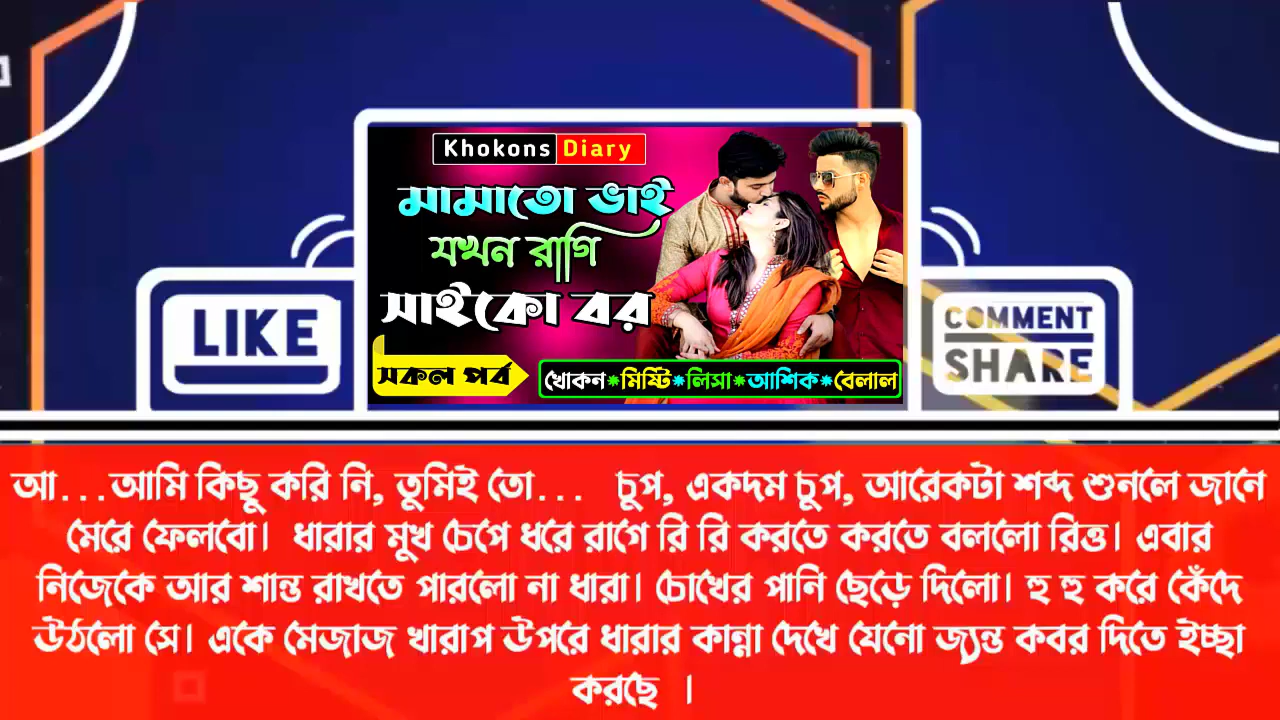 Khokons Diary
মামাতো ভাই
যখন রাগি
সাইকো বর
সকল পর্ব
খোকন*মিষ্টি*লিসা*আশিক*বেলাল
LIKE
COMMENT
SHARE
আ...আমি কিছু করি নি, তুমিই তো... চুপ, একদম চুপ, আরেকটা শব্দ শুনলে জানে
মেরে ফেলবো। ধারার মুখ চেপে ধরে রাগে রি রি করতে করতে বললো রিত্ত। এবার
নিজেকে আর শান্ত রাখতে পারলো না ধারা। চোখের পানি ছেড়ে দিলো। হু হু করে কেঁদে
উঠলো সে। একে মেজাজ খারাপ উপরে ধারার কান্না দেখে যেনো জ্যন্ত কবর দিতে ইচ্ছা
করছে ।